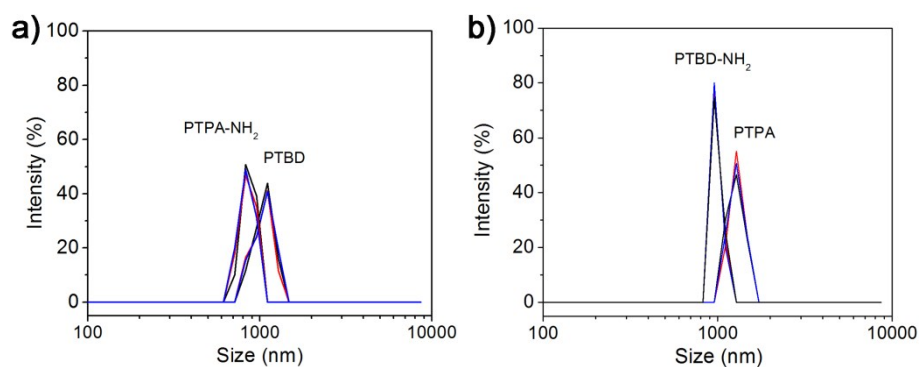 a)
100
80
60
40
20
0
Intensity (%)
PTPA-NH2
PTBD
100
1000
10000
Size (nm)
b)
100
80
60
40
20
0
Intensity (%)
PTBD-NH2
PTPA
100
1000
10000
Size (nm)